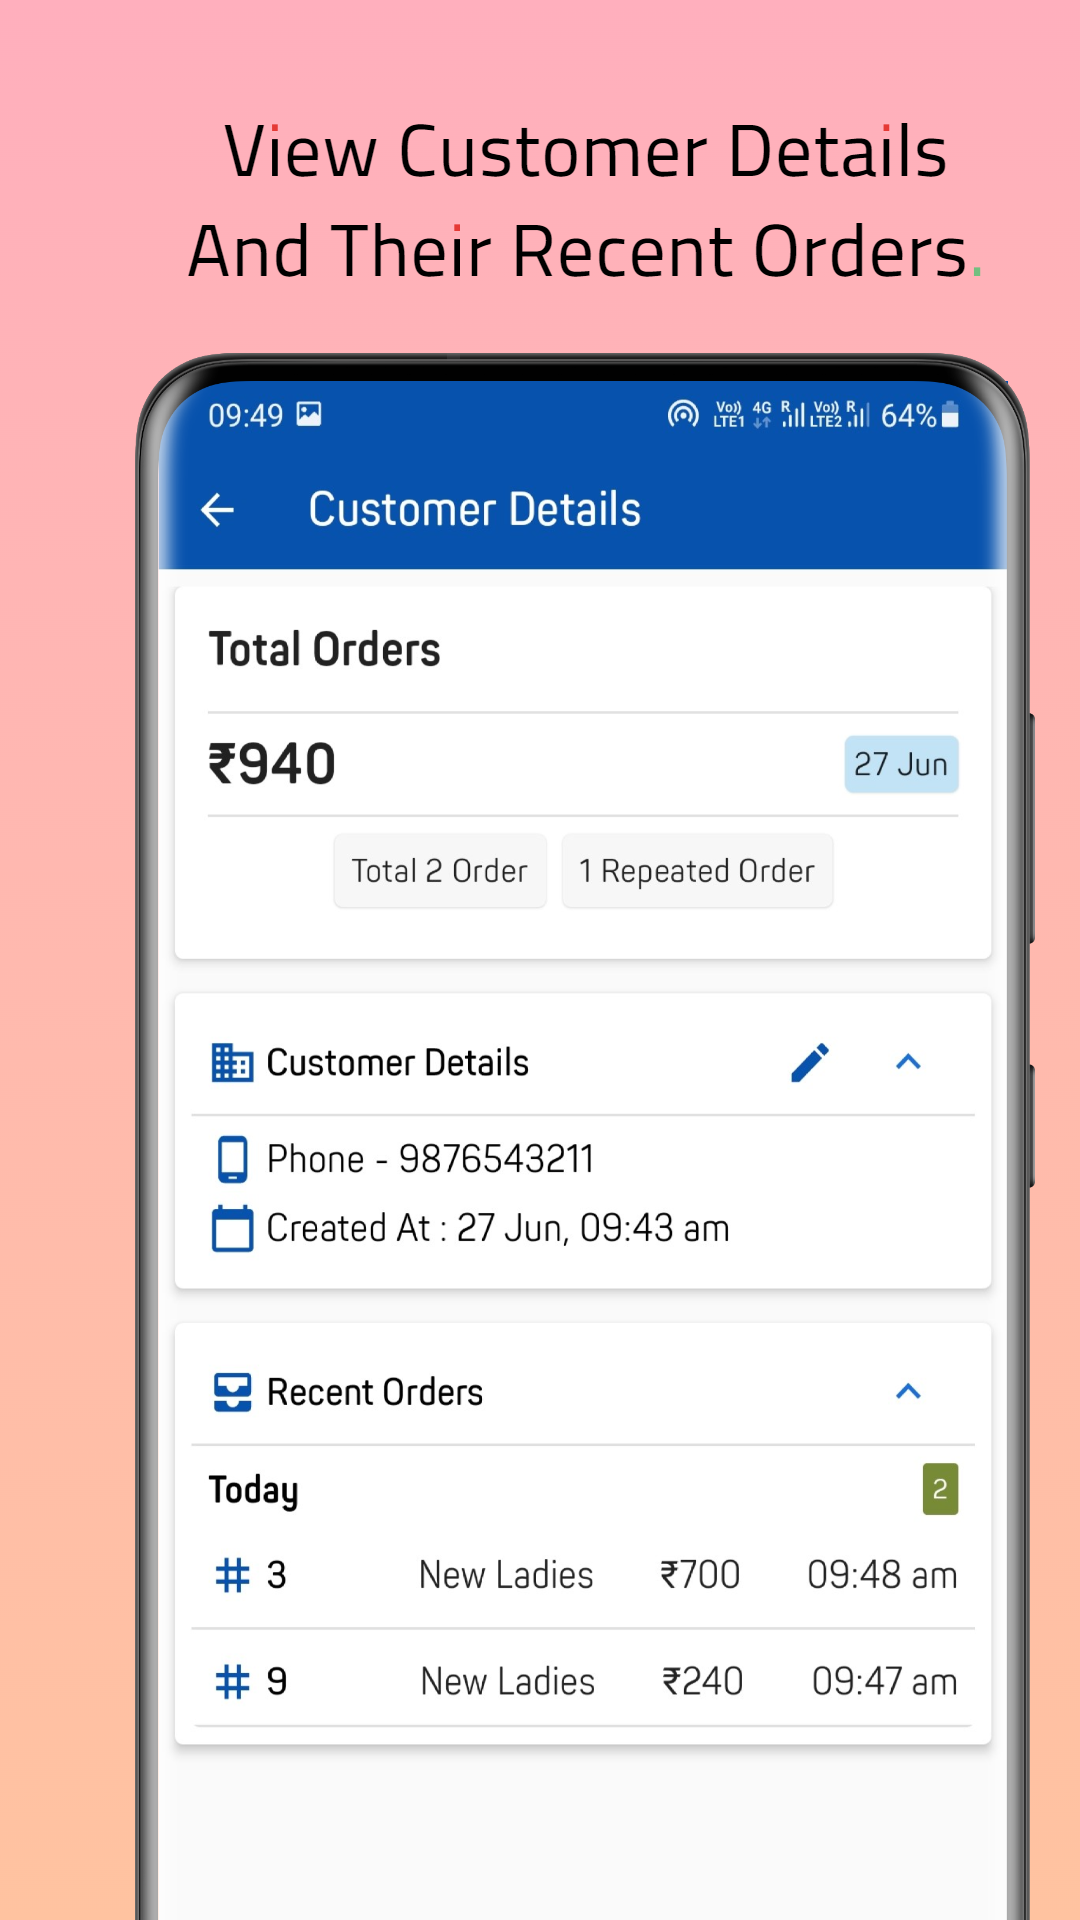 View Customer Details
And Their Recent Orders.
09:49 Vo)) LTE1 4G R Vo)) LTE2 R 64%
Customer Details
Total Orders
₹940 27 Jun
Total 2 Order 1 Repeated Order
Customer Details
Phone - 9876543211
Created At : 27 Jun, 09:43 am
Recent Orders
Today 2
# 3 New Ladies ₹700 09:48 am
# 9 New Ladies ₹240 09:47 am